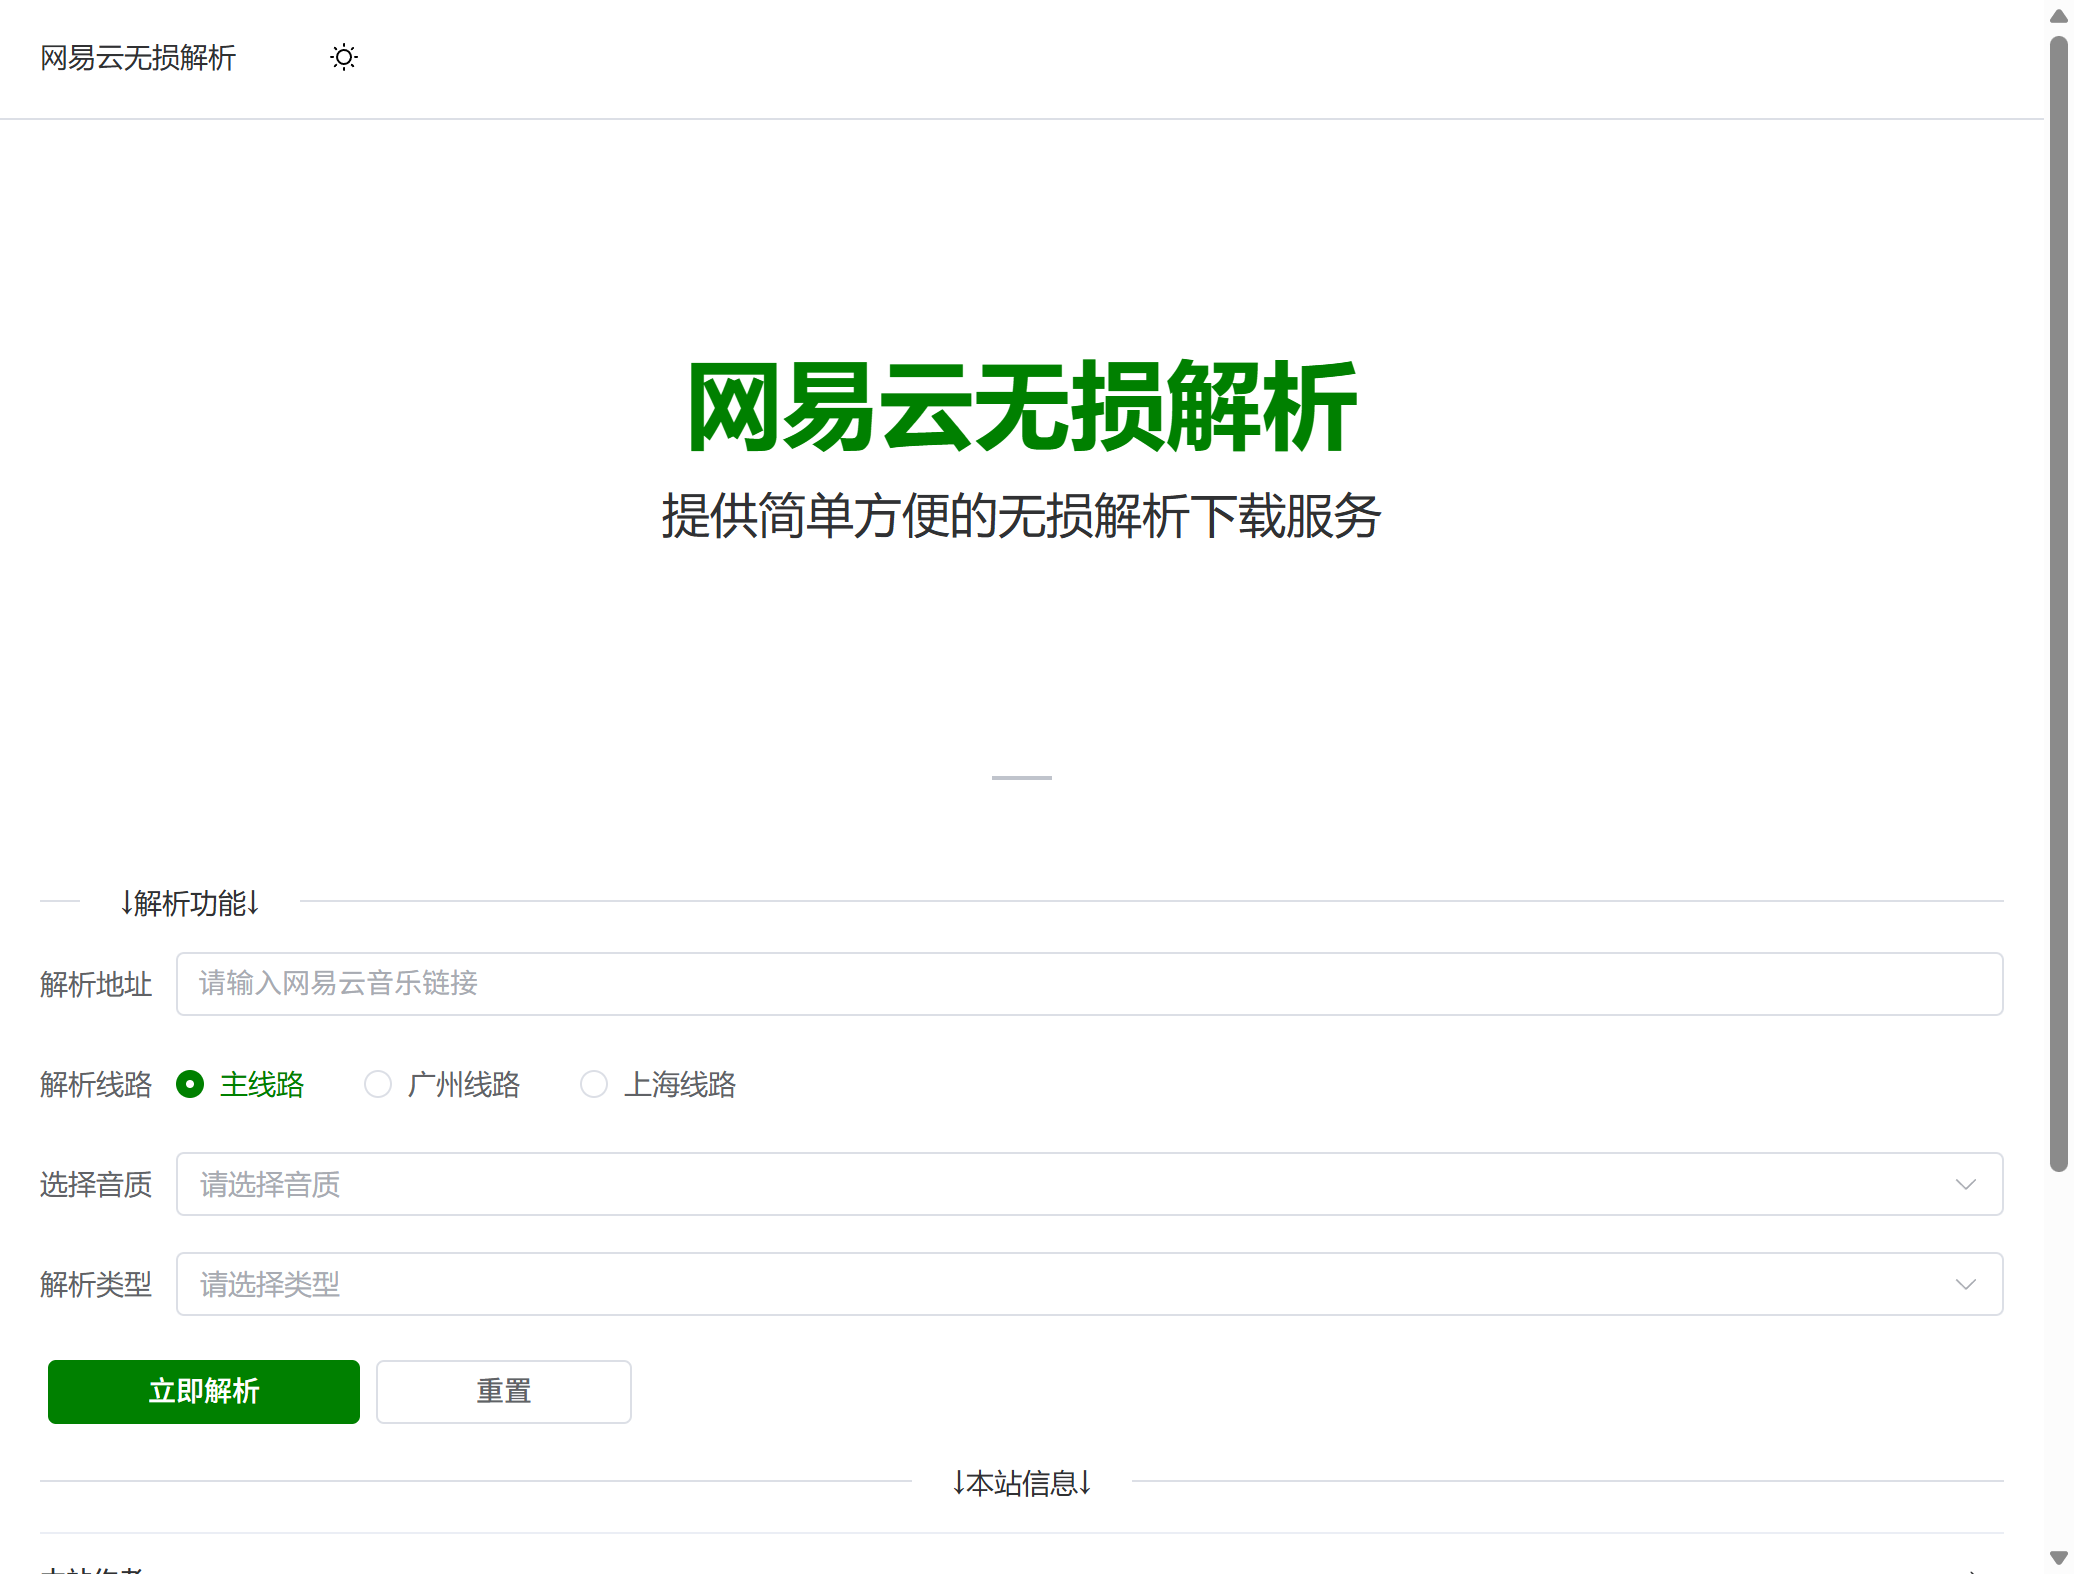 网易云无损解析
网易云无损解析
提供简单方便的无损解析下载服务
↓解析功能↓
解析地址 请输入网易云音乐链接
解析线路 主线路 广州线路 上海线路
选择音质 请选择音质
解析类型 请选择类型
立即解析 重置
↓本站信息↓